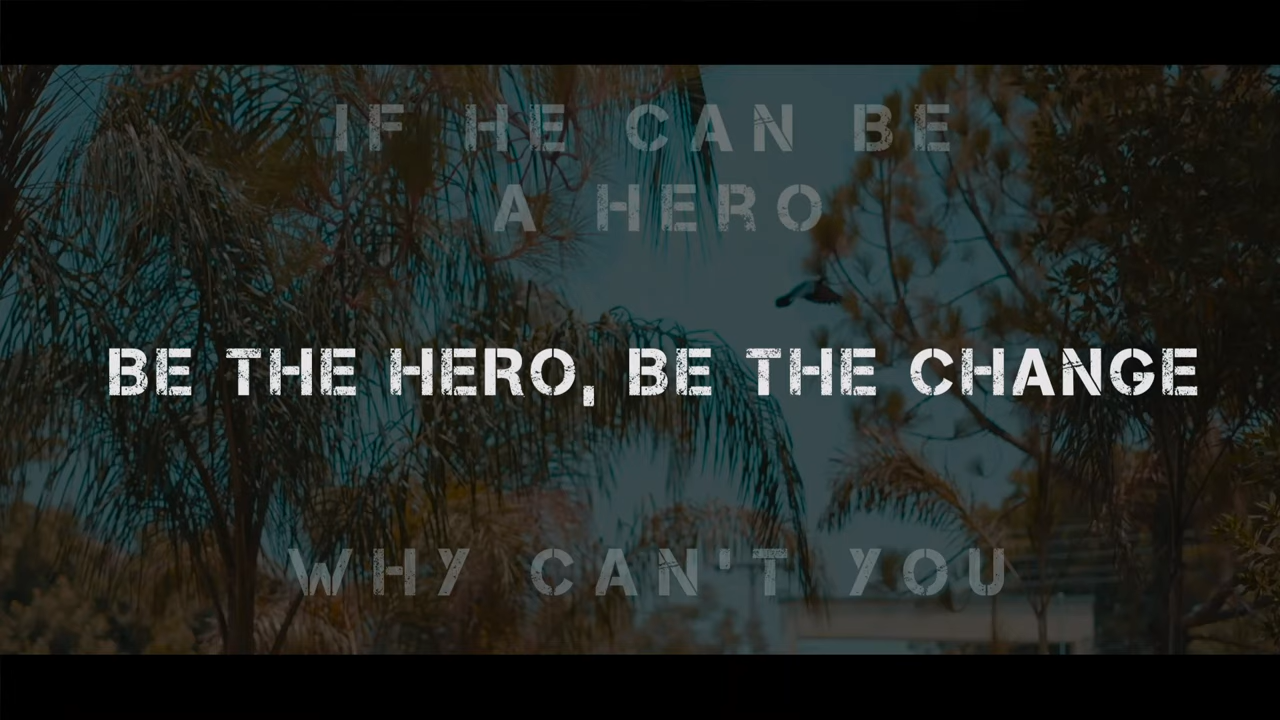 IF HE CAN BE
A HERO
BE THE HERO, BE THE CHANGE
WHY CAN'T YOU